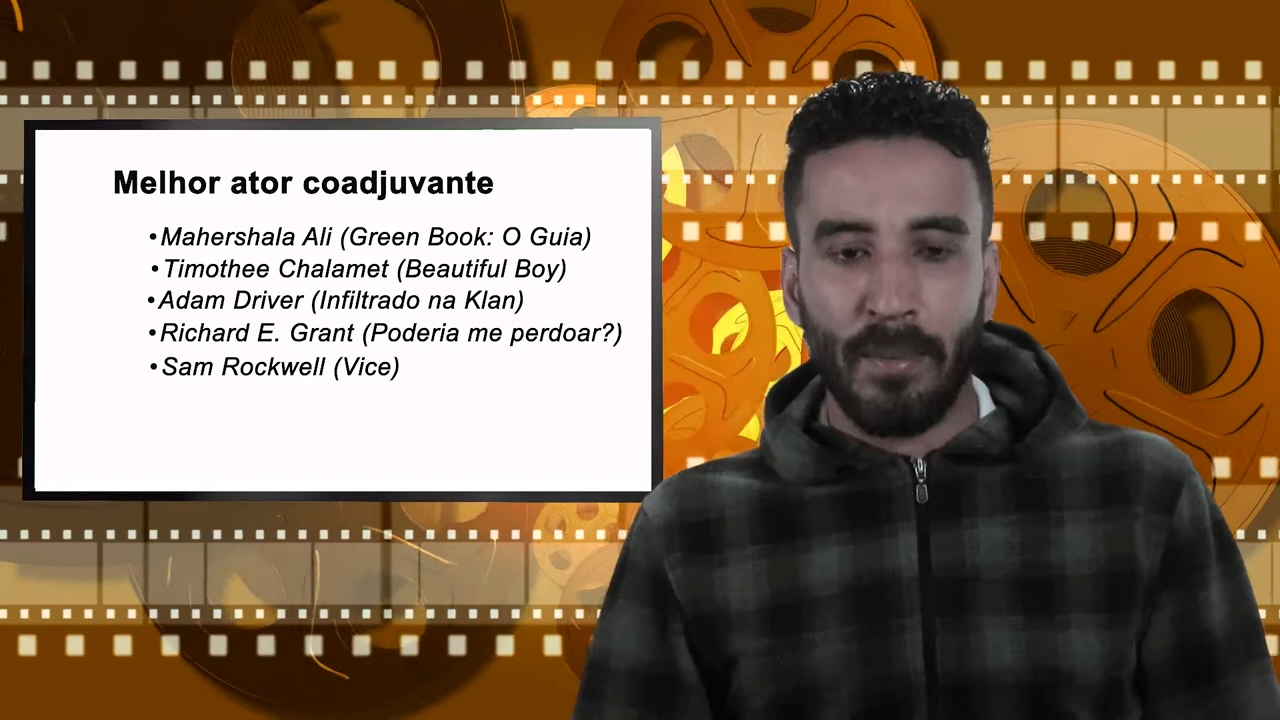 Melhor ator coadjuvante
•Mahershala Ali (Green Book: O Guia)
•Timothee Chalamet (Beautiful Boy)
•Adam Driver (Infiltrado na Klan)
•Richard E. Grant (Poderia me perdoar?)
•Sam Rockwell (Vice)